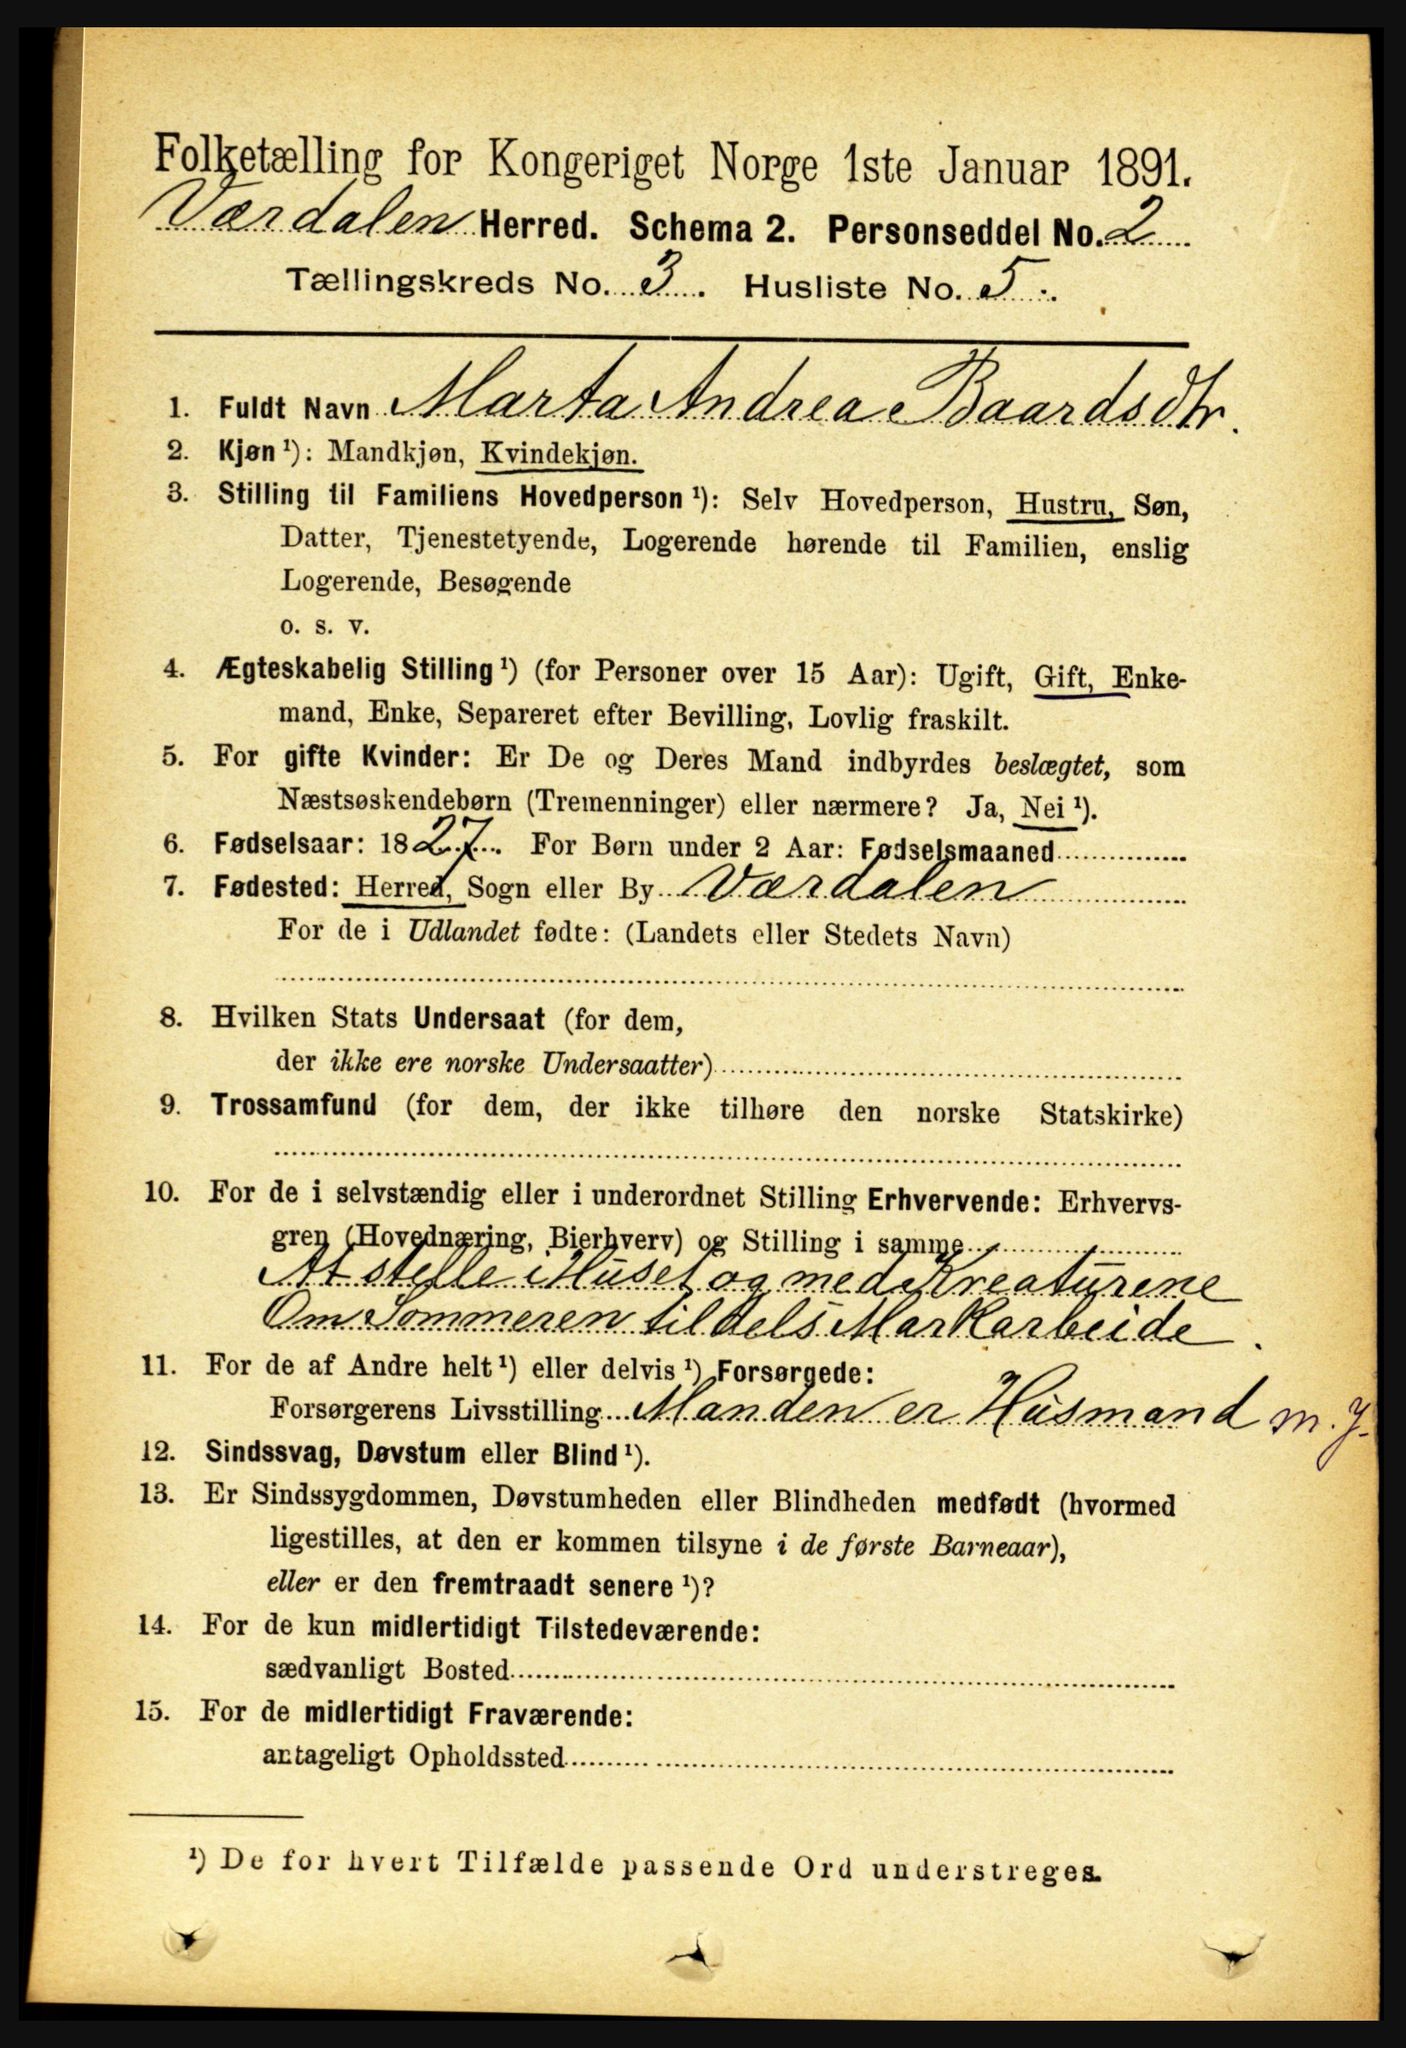 Folketælling for Kongeriget Norge 1ste Januar 1891.
Værdalen Herred. Schema 2. Personseddel No. 2
Tællingskreds No. 3. Husliste No. 5.
1. Fuldt Navn Marta Andrea Baardsdtr.
2. Kjøn ¹): Mandkjøn, Kvindekjøn.
3. Stilling til Familiens Hovedperson ¹): Selv Hovedperson, Hustru, Søn,
Datter, Tjenestetyende, Logerende hørende til Familien, enslig
Logerende, Besøgende
o. s. v.
4. Ægteskabelig Stilling ¹) (for Personer over 15 Aar): Ugift, Gift, Enke-
mand, Enke, Separeret efter Bevilling, Lovlig fraskilt.
5. For gifte Kvinder: Er De og Deres Mand indbyrdes beslægtet, som
Næstsøskendebørn (Tremenninger) eller nærmere? Ja, Nei ¹).
6. Fødselsaar: 1827. For Børn under 2 Aar: Fødselsmaaned
7. Fødested: Herred, Sogn eller By Værdalen
For de i Udlandet fødte: (Landets eller Stedets Navn)
8. Hvilken Stats Undersaat (for dem,
der ikke ere norske Undersaatter)
9. Trossamfund (for dem, der ikke tilhøre den norske Statskirke)
10. For de i selvstændig eller i underordnet Stilling Erhvervende: Erhvervs-
gren (Hovednæring, Bierhverv) og Stilling i samme
At stelle i Huset og med Kreaturene
Om Sommeren tildels Markarbeide.
11. For de af Andre helt ¹) eller delvis ¹) Forsørgede:
Forsørgerens Livsstilling Manden er Husmand m. J.
12. Sindssvag, Døvstum eller Blind ¹).
13. Er Sindssygdommen, Døvstumheden eller Blindheden medfødt (hvormed
ligestilles, at den er kommen tilsyne i de første Barneaar),
eller er den fremtraadt senere ¹)?
14. For de kun midlertidigt Tilstedeværende:
sædvanligt Bosted
15. For de midlertidigt Fraværende:
antageligt Opholdssted
¹) De for hvert Tilfælde passende Ord understreges.